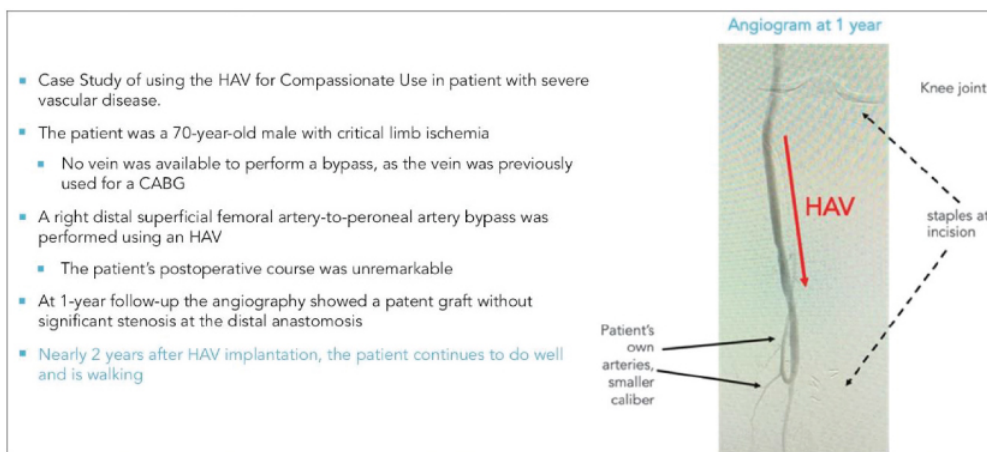 Angiogram at 1 year
Case Study of using the HAV for Compassionate Use in patient with severe
vascular disease.
The patient was a 70-year-old male with critical limb ischemia
No vein was available to perform a bypass, as the vein was previously
used for a CABG
A right distal superficial femoral artery-to-peroneal artery bypass was
performed using an HAV
The patient's postoperative course was unremarkable
At 1-year follow-up the angiography showed a patent graft without
significant stenosis at the distal anastomosis
Nearly 2 years after HAV implantation, the patient continues to do well
and is walking
Knee joint
HAV
staples at
incision
Patient's
own
arteries,
smaller
caliber